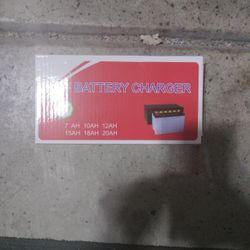 BATTERY CHARGER
7 AH 10AH 12AH
15AH 18AH 20AH